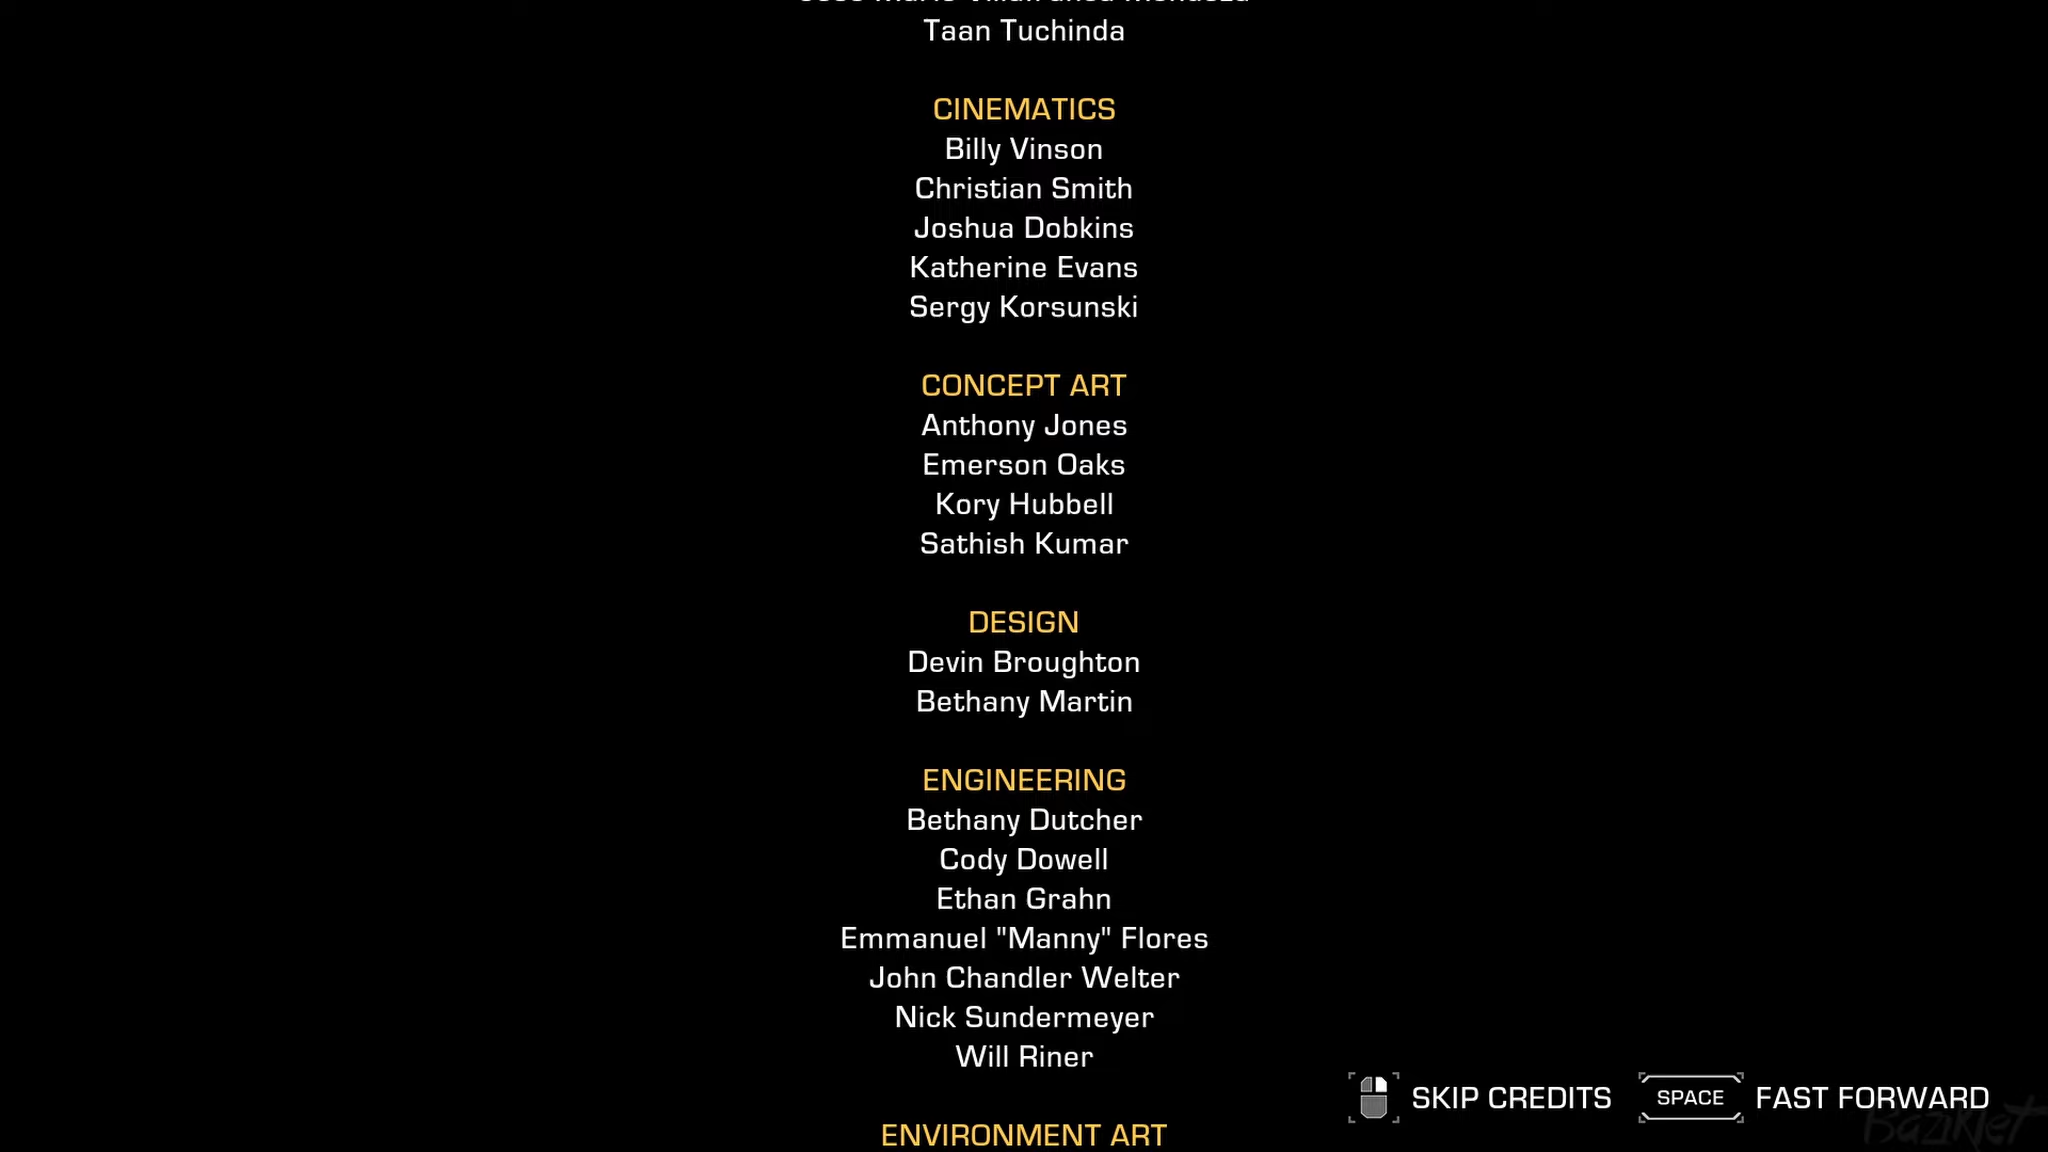 Taan Tuchinda
CINEMATICS
Billy Vinson
Christian Smith
Joshua Dobkins
Katherine Evans
Sergy Korsunski
CONCEPT ART
Anthony Jones
Emerson Oaks
Kory Hubbell
Sathish Kumar
DESIGN
Devin Broughton
Bethany Martin
ENGINEERING
Bethany Dutcher
Cody Dowell
Ethan Grahn
Emmanuel "Manny" Flores
John Chandler Welter
Nick Sundermeyer
Will Riner
SKIP CREDITS
SPACE
FAST FORWARD
ENVIRONMENT ART
BaziNet